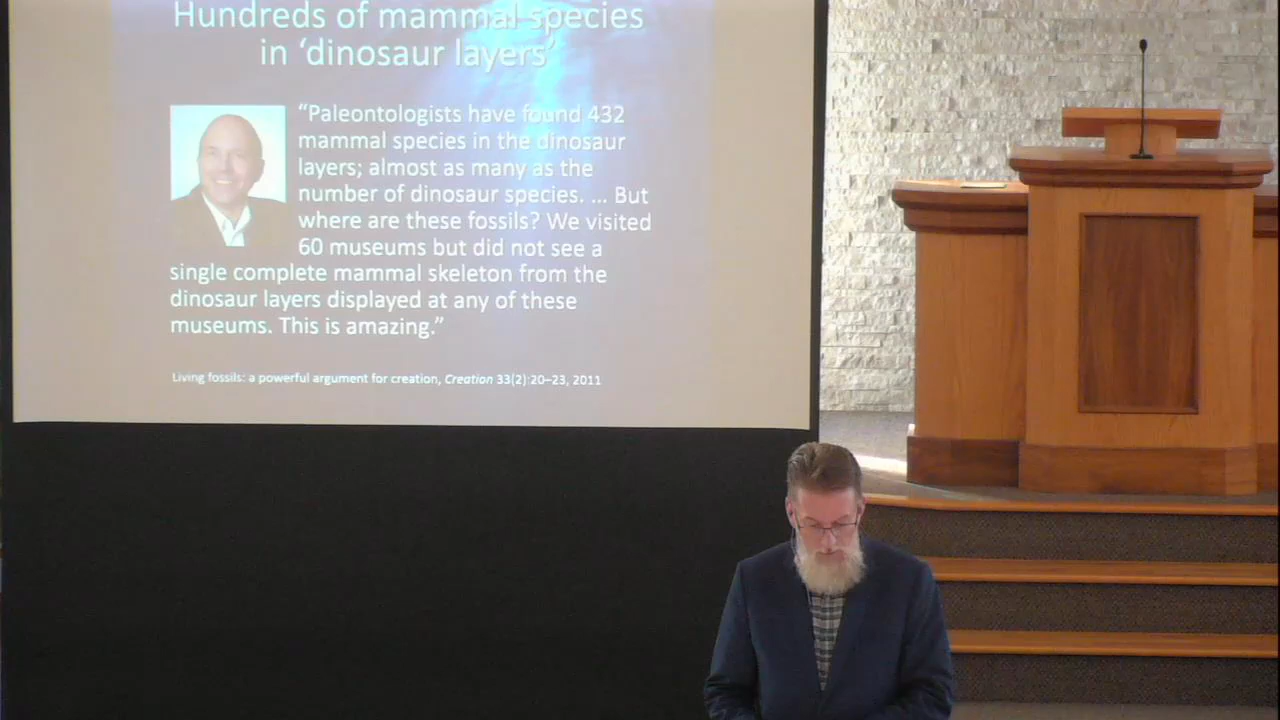 Hundreds of mammal species
in ‘dinosaur layers’
“Paleontologists have found 432
mammal species in the dinosaur
layers; almost as many as the
number of dinosaur species. ... But
where are these fossils? We visited
60 museums but did not see a
single complete mammal skeleton from the
dinosaur layers displayed at any of these
museums. This is amazing.”
Living fossils: a powerful argument for creation, Creation 33(2):20–23, 2011